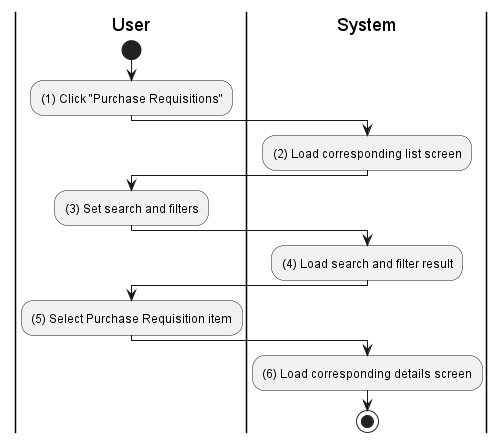 User
System
(1) Click "Purchase Requisitions"
(2) Load corresponding list screen
(3) Set search and filters
(4) Load search and filter result
(5) Select Purchase Requisition item
(6) Load corresponding details screen